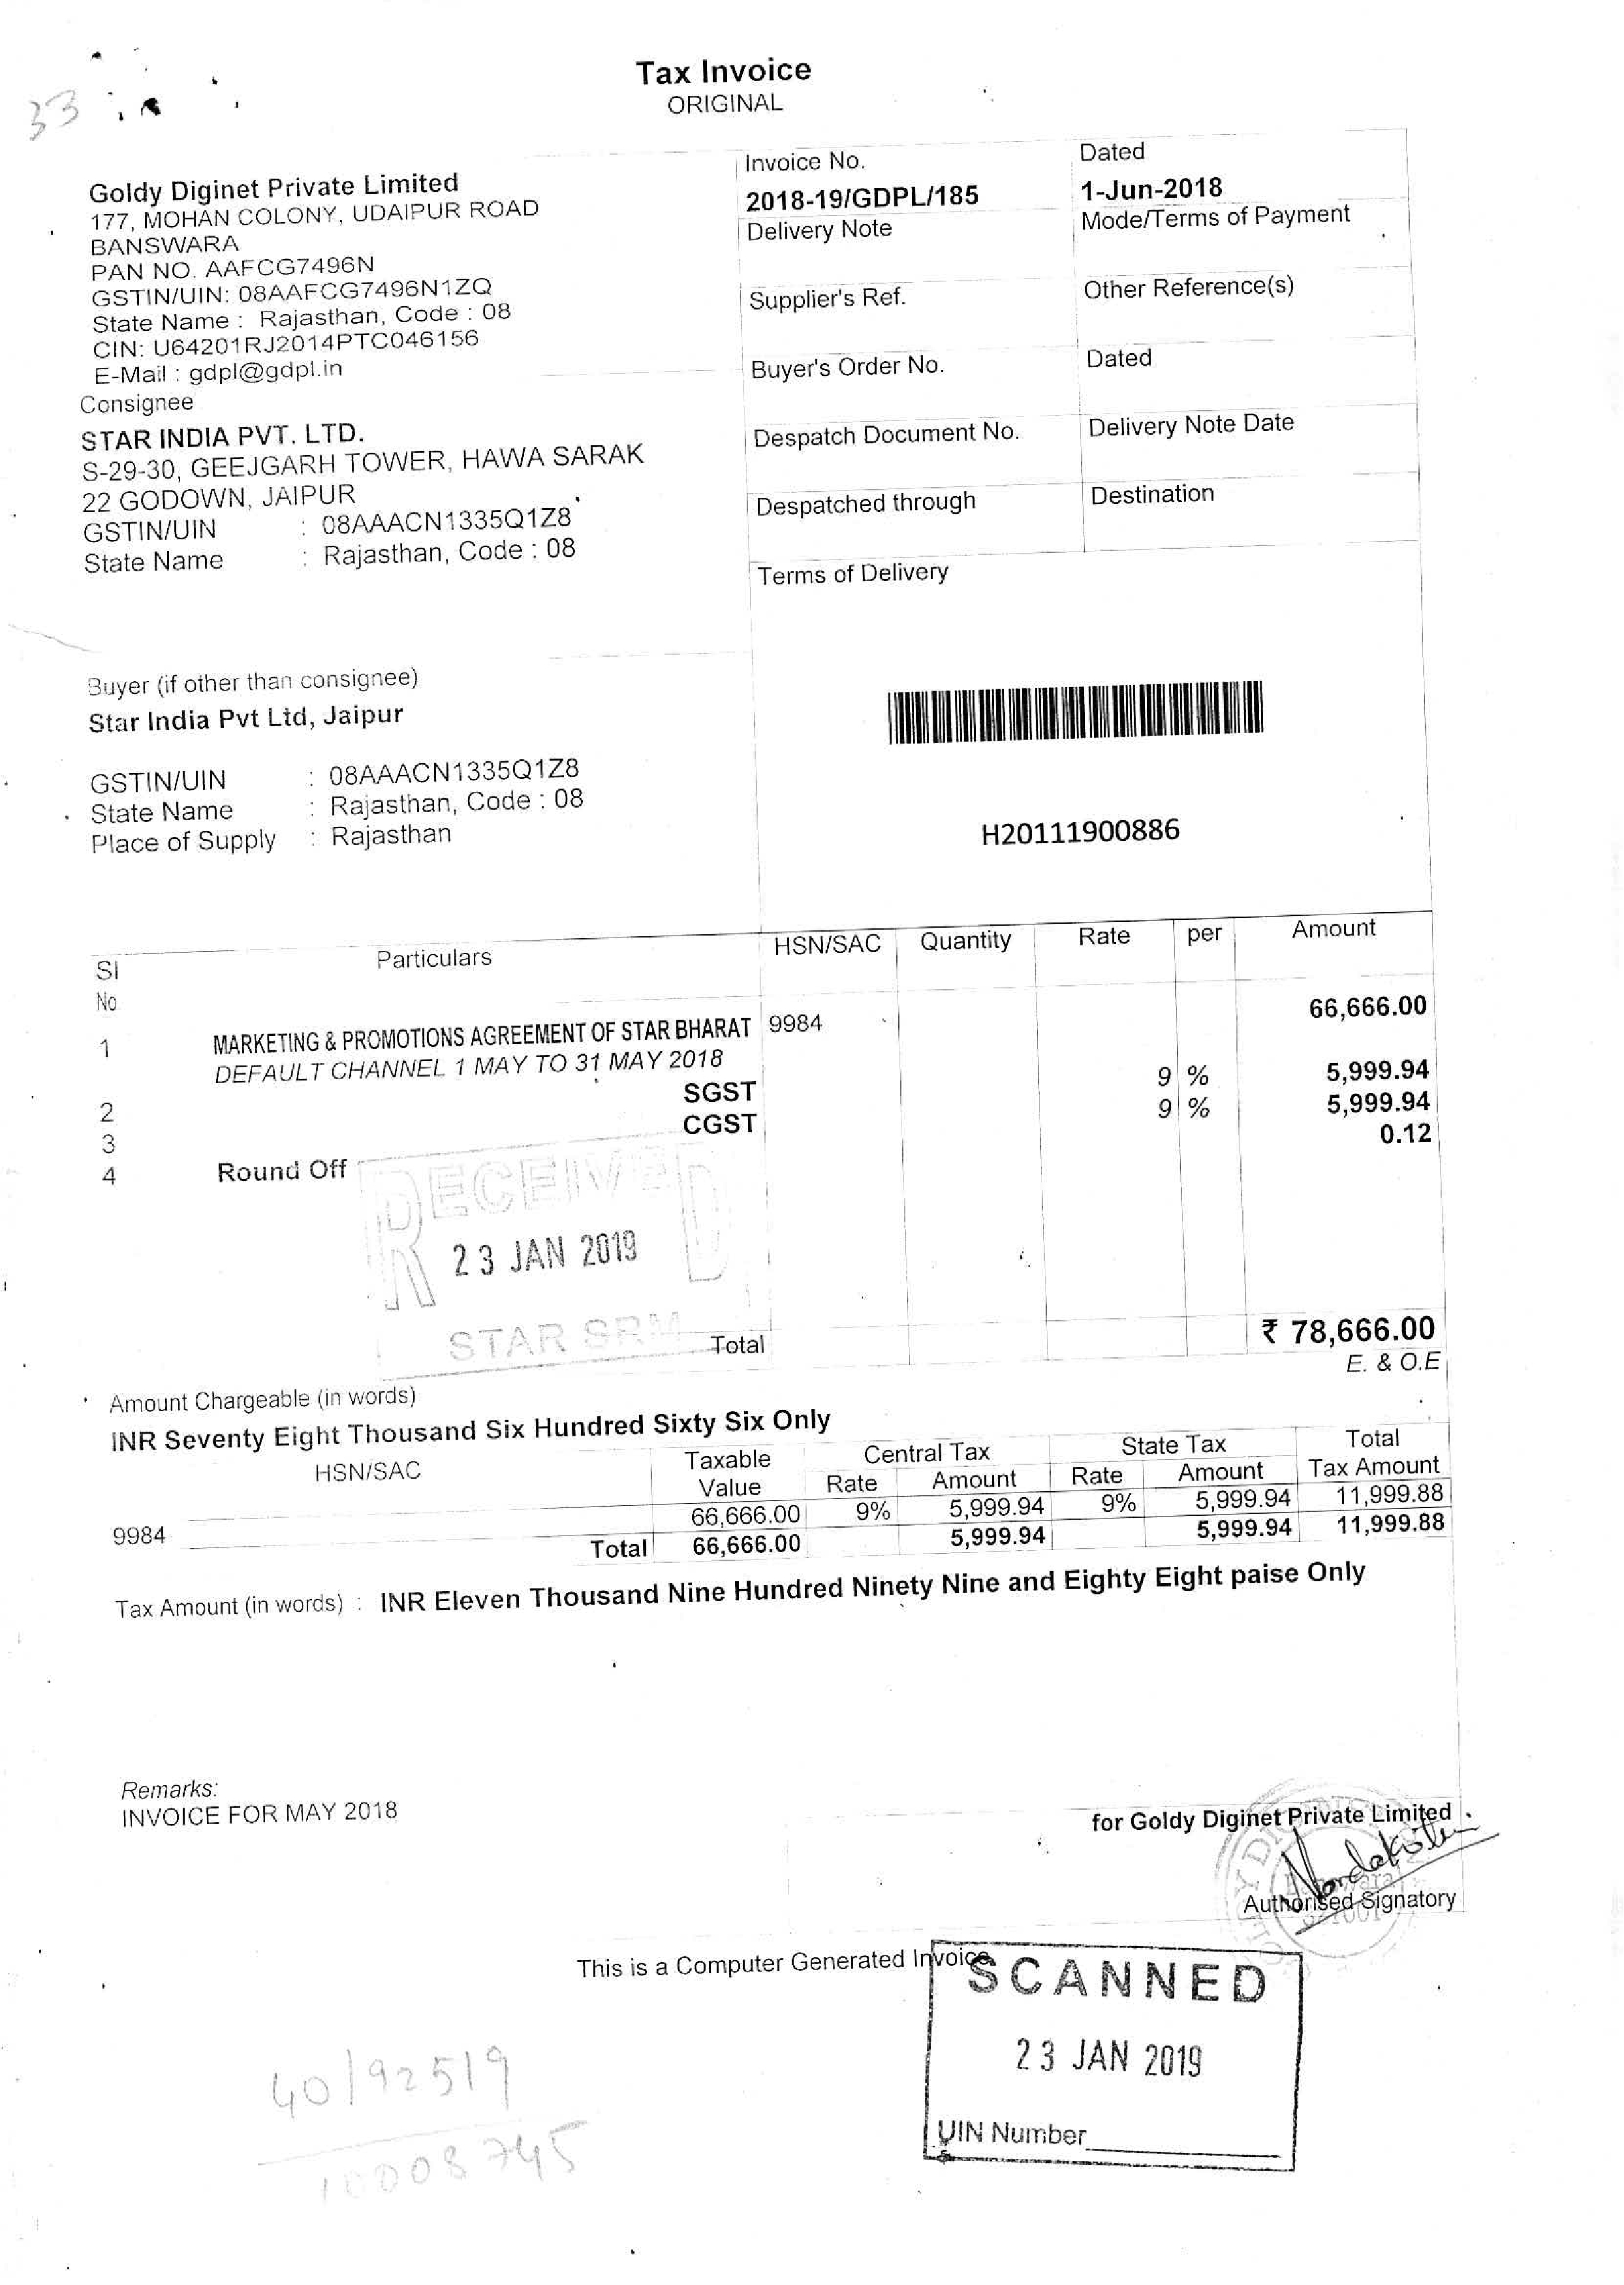 33
Tax Invoice
ORIGINAL
Goldy Diginet Private Limited
177, MOHAN COLONY, UDAIPUR ROAD
BANSWARA
PAN NO. AAFCG7496N
GSTIN/UIN: 08AAFCG7496N1ZQ
State Name : Rajasthan, Code : 08
CIN: U64201RJ2014PTC046156
E-Mail : gdpl@gdpl.in
Invoice No.
2018-19/GDPL/185
Dated
1-Jun-2018
Delivery Note
Mode/Terms of Payment
Supplier's Ref.
Other Reference(s)
Buyer's Order No.
Dated
Despatch Document No.
Delivery Note Date
Despatched through
Destination
Terms of Delivery
Consignee
STAR INDIA PVT. LTD.
S-29-30, GEEJGARH TOWER, HAWA SARAK
22 GODOWN, JAIPUR
GSTIN/UIN : 08AAACN1335Q1Z8
State Name : Rajasthan, Code : 08
Buyer (if other than consignee)
Star India Pvt Ltd, Jaipur
GSTIN/UIN : 08AAACN1335Q1Z8
State Name : Rajasthan, Code : 08
Place of Supply : Rajasthan
H20111900886
Sl No Particulars HSN/SAC Quantity Rate per Amount
1 MARKETING & PROMOTIONS AGREEMENT OF STAR BHARAT 9984 66,666.00
DEFAULT CHANNEL 1 MAY TO 31 MAY 2018
2 SGST 9 % 5,999.94
3 CGST 9 % 5,999.94
4 Round Off 0.12
RECEIVED
23 JAN 2019
STAR SRM
Total ₹ 78,666.00
E. & O.E
Amount Chargeable (in words)
INR Seventy Eight Thousand Six Hundred Sixty Six Only
HSN/SAC Taxable Value Central Tax Rate Amount State Tax Rate Amount Total Tax Amount
9984 66,666.00 9% 5,999.94 9% 5,999.94 11,999.88
Total 66,666.00 5,999.94 5,999.94 11,999.88
Tax Amount (in words) : INR Eleven Thousand Nine Hundred Ninety Nine and Eighty Eight paise Only
Remarks:
INVOICE FOR MAY 2018
for Goldy Diginet Private Limited
Authorised Signatory
This is a Computer Generated Invoice
SCANNED
23 JAN 2019
UIN Number
40192519
10008745